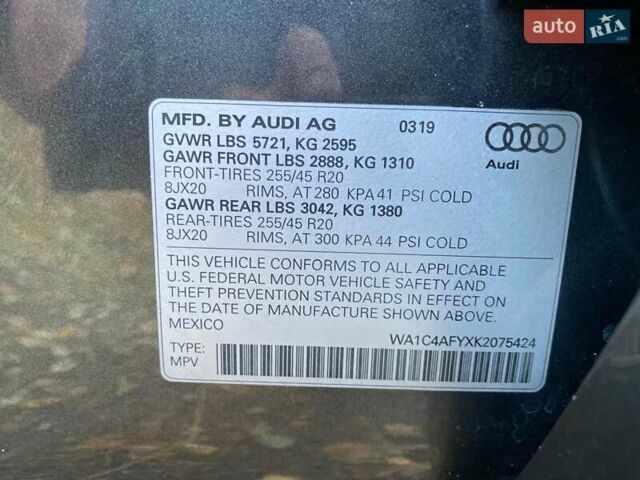 auto RIA.com
MFD. BY AUDI AG 0319
GVWR LBS 5721, KG 2595
GAWR FRONT LBS 2888, KG 1310
FRONT-TIRES 255/45 R20
8JX20 RIMS, AT 280 KPA 41 PSI COLD
GAWR REAR LBS 3042, KG 1380
REAR-TIRES 255/45 R20
8JX20 RIMS, AT 300 KPA 44 PSI COLD
Audi
THIS VEHICLE CONFORMS TO ALL APPLICABLE
U.S. FEDERAL MOTOR VEHICLE SAFETY AND
THEFT PREVENTION STANDARDS IN EFFECT ON
THE DATE OF MANUFACTURE SHOWN ABOVE.
MEXICO
WA1C4AFYXK2075424
TYPE:
MPV